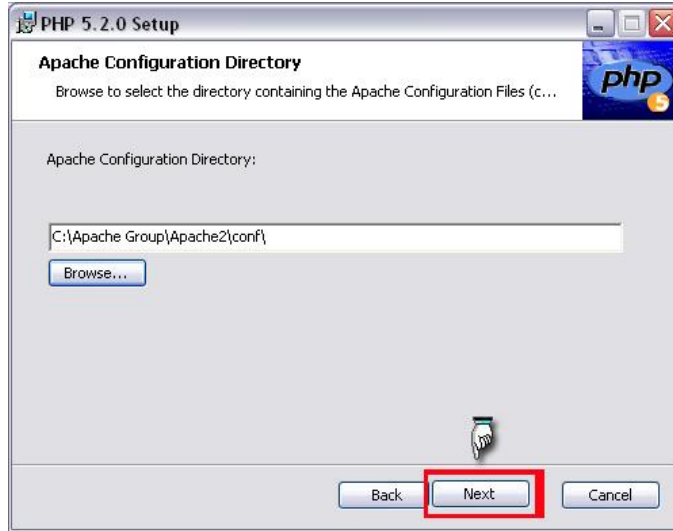 PHP 5.2.0 Setup
Apache Configuration Directory
Browse to select the directory containing the Apache Configuration Files (c...
php
5
Apache Configuration Directory:
C:\Apache Group\Apache2\conf\
Browse...
Back Next Cancel